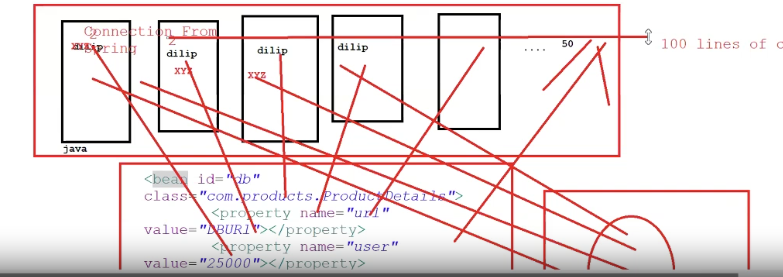 Connection From
Spring
2
2
dilip
dilip
dilip
dilip
XYZ
XYZ
.... 50
100 lines of c
java
<bean id="db"
class="com.products.ProductDetails">
<property name="url"
value="DBURl"></property>
<property name="user"
value="25000"></property>